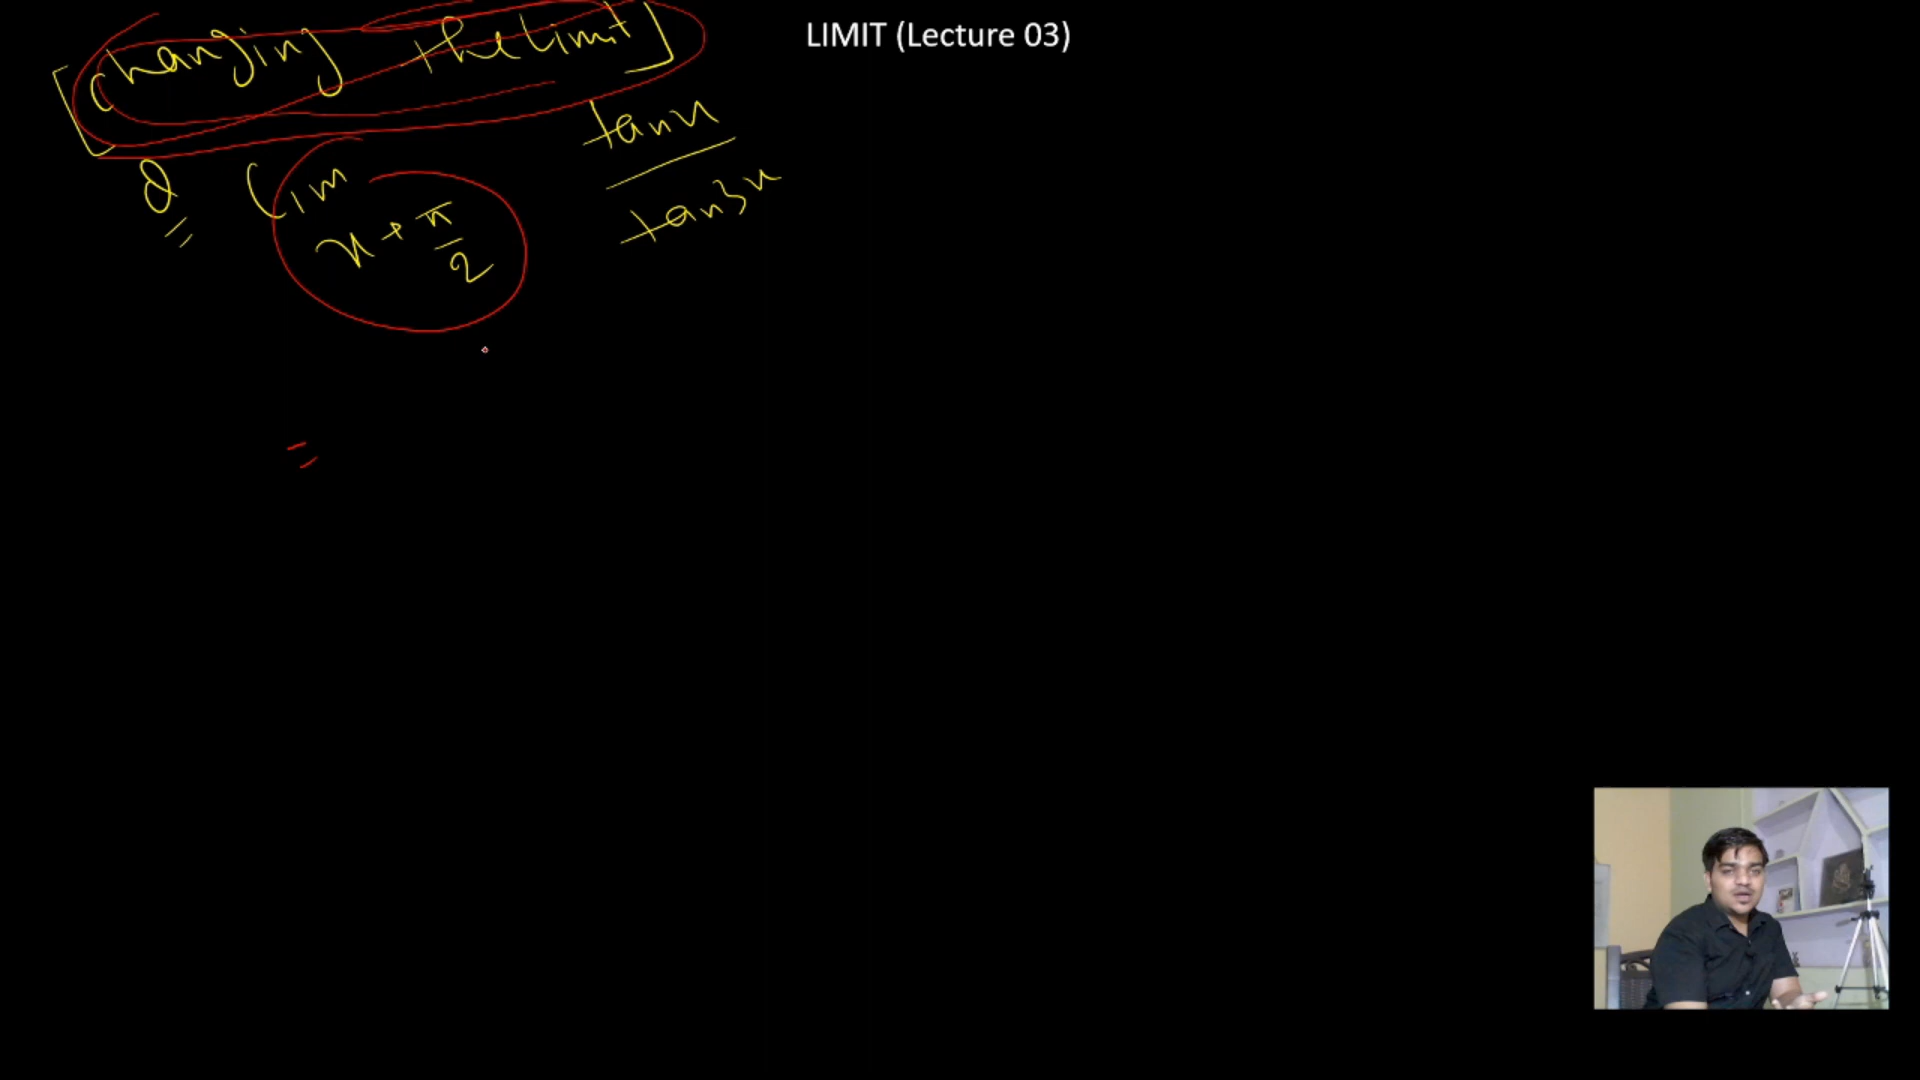 LIMIT (Lecture 03)
[Changing the limit]
Q Lim x→π/2 tanx/tan3x
=